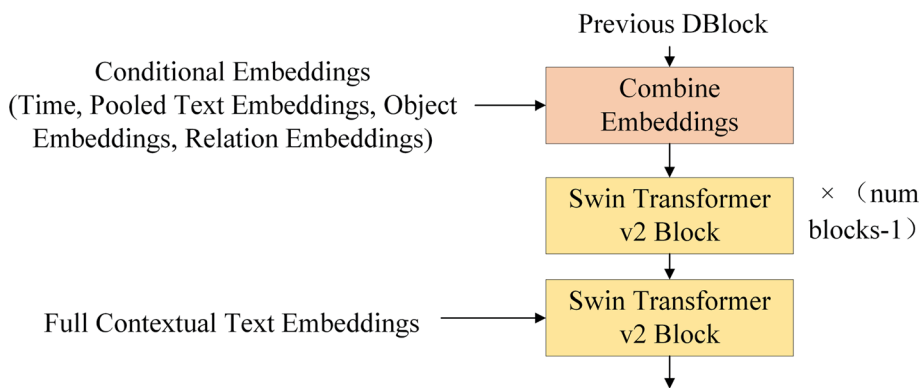 Previous DBlock
Conditional Embeddings
(Time, Pooled Text Embeddings, Object
Embeddings, Relation Embeddings)
Combine
Embeddings
Swin Transformer
v2 Block
×（num
blocks-1）
Full Contextual Text Embeddings
Swin Transformer
v2 Block